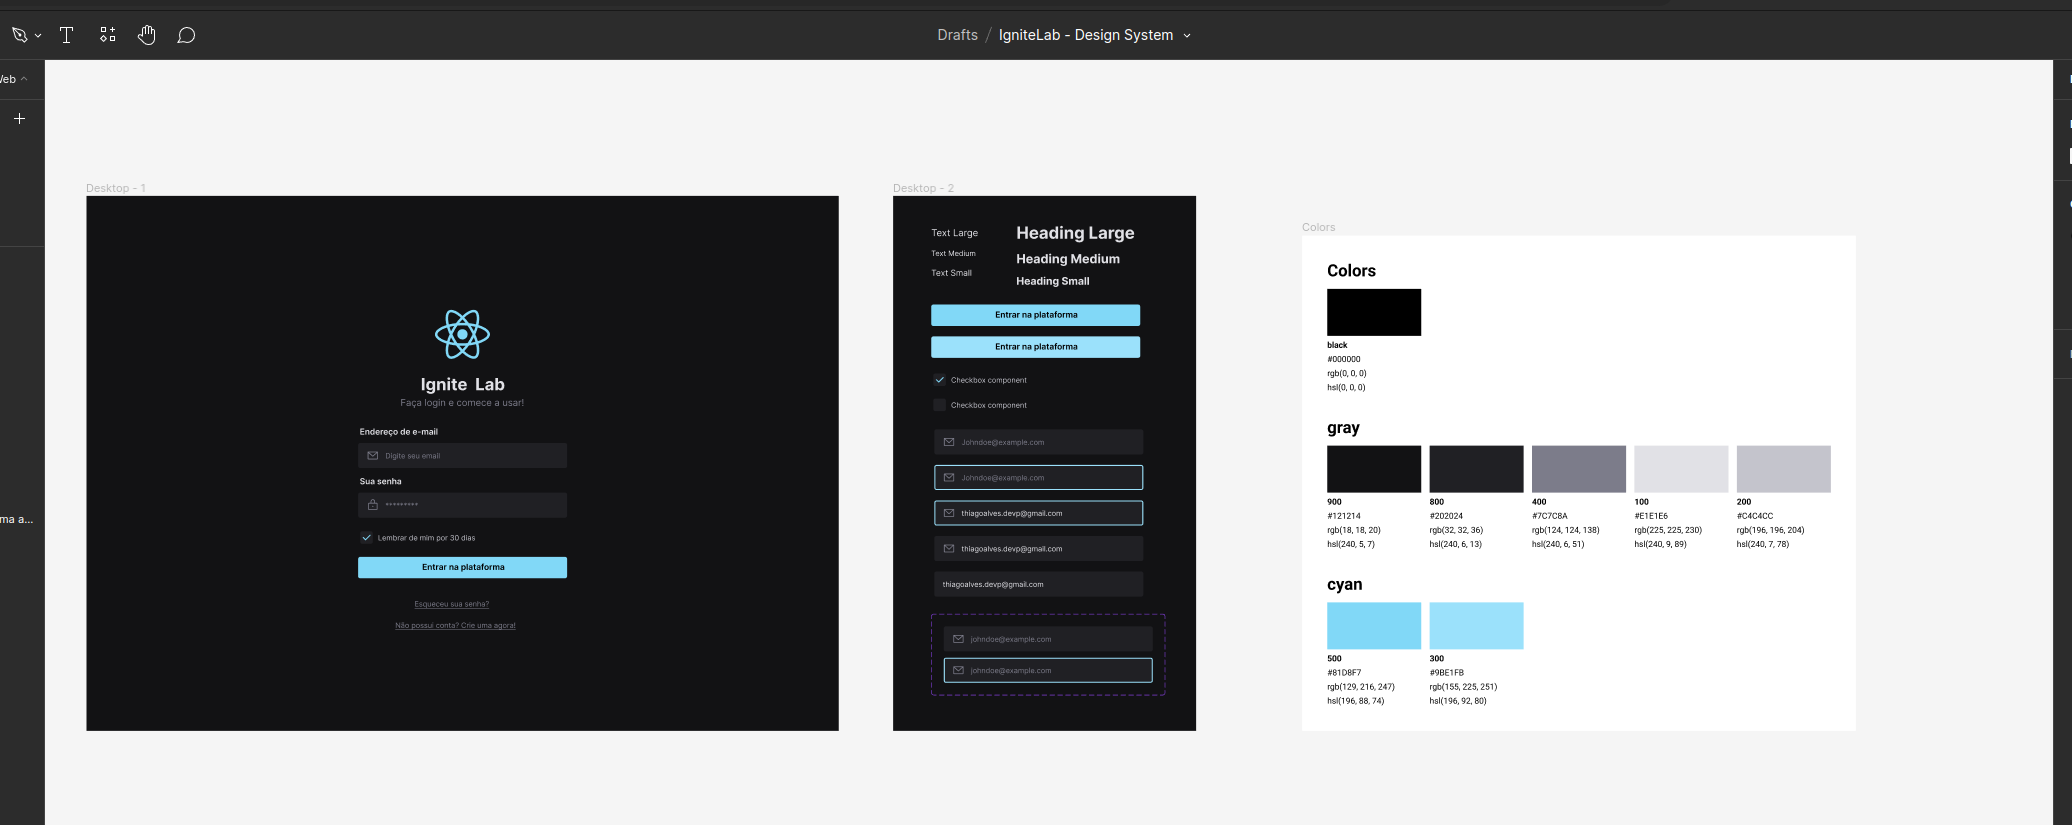 Drafts / IgniteLab - Design System
Web
ma a...
Desktop - 1
Ignite Lab
Faça login e comece a usar!
Endereço de e-mail
Digite seu email
Sua senha
•••••••••
Lembrar de mim por 30 dias
Entrar na plataforma
Esqueceu sua senha?
Não possui conta? Crie uma agora!
Desktop - 2
Text Large
Text Medium
Text Small
Heading Large
Heading Medium
Heading Small
Entrar na plataforma
Entrar na plataforma
Checkbox component
Checkbox component
Johndoe@example.com
Johndoe@example.com
thiagoalves.devp@gmail.com
thiagoalves.devp@gmail.com
thiagoalves.devp@gmail.com
johndoe@example.com
johndoe@example.com
Colors
Colors
black
#000000
rgb(0, 0, 0)
hsl(0, 0, 0)
gray
900
#121214
rgb(18, 18, 20)
hsl(240, 5, 7)
800
#202024
rgb(32, 32, 36)
hsl(240, 6, 13)
400
#7C7C8A
rgb(124, 124, 138)
hsl(240, 6, 51)
100
#E1E1E6
rgb(225, 225, 230)
hsl(240, 9, 89)
200
#C4C4CC
rgb(196, 196, 204)
hsl(240, 7, 78)
cyan
500
#81D8F7
rgb(129, 216, 247)
hsl(196, 88, 74)
300
#9BE1FB
rgb(155, 225, 251)
hsl(196, 92, 80)